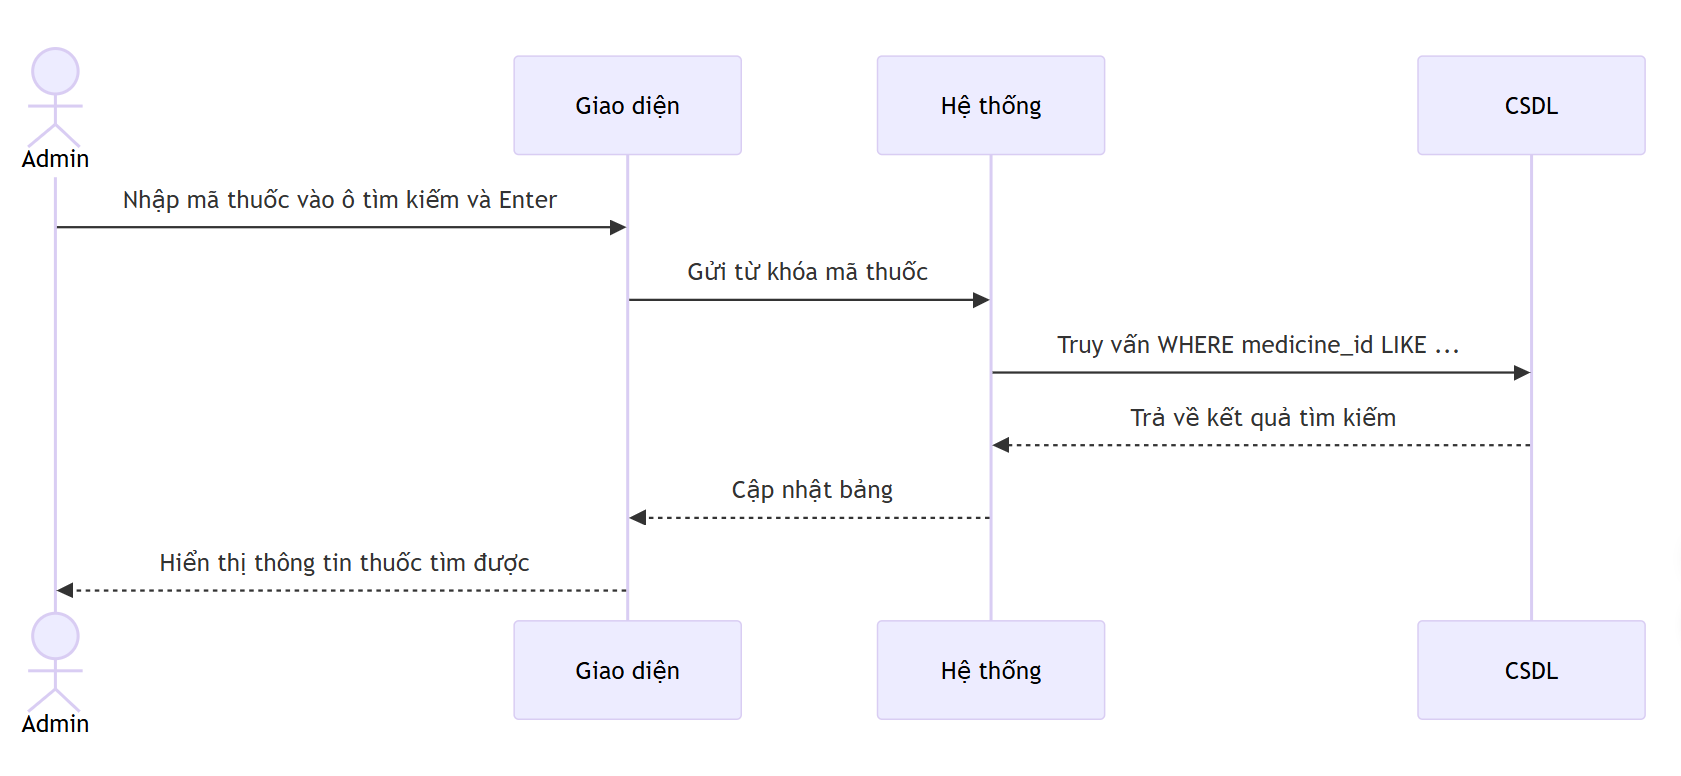 Giao diện
Hệ thống
CSDL
Admin
Nhập mã thuốc vào ô tìm kiếm và Enter
Gửi từ khóa mã thuốc
Truy vấn WHERE medicine_id LIKE ...
Trả về kết quả tìm kiếm
Cập nhật bảng
Hiển thị thông tin thuốc tìm được
Giao diện
Hệ thống
CSDL
Admin